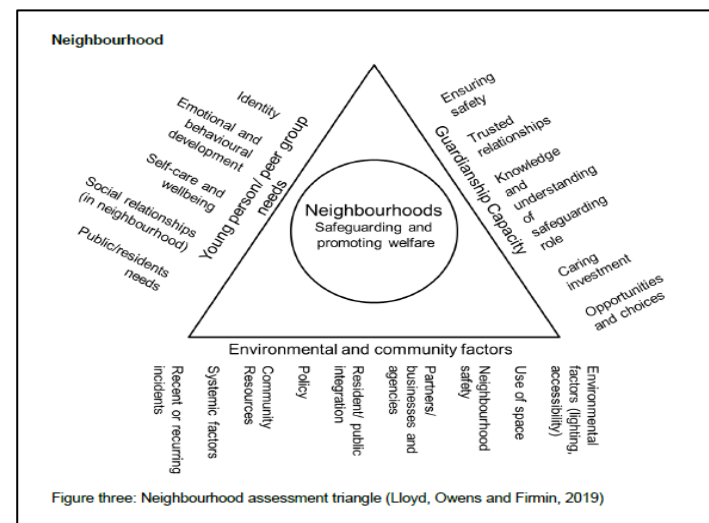 Neighbourhood
Identity
Emotional and
behavioural
development
Self-care and
wellbeing
Social relationships
(in neighbourhood)
Public/residents
needs
Young person/ peer group
needs
Ensuring
safety
Trusted
relationships
Knowledge
and
understanding
of
safeguarding
role
Caring
investment
Opportunities
and choices
Guardianship Capacity
Neighbourhoods
Safeguarding and
promoting welfare
Environmental and community factors
Recent or recurring
incidents
Systemic factors
Community
Resources
Policy
Resident/ public
integration
Partners/
businesses and
agencies
Neighbourhood
safety
Use of space
Environmental
factors (lighting,
accessibility)
Figure three: Neighbourhood assessment triangle (Lloyd, Owens and Firmin, 2019)